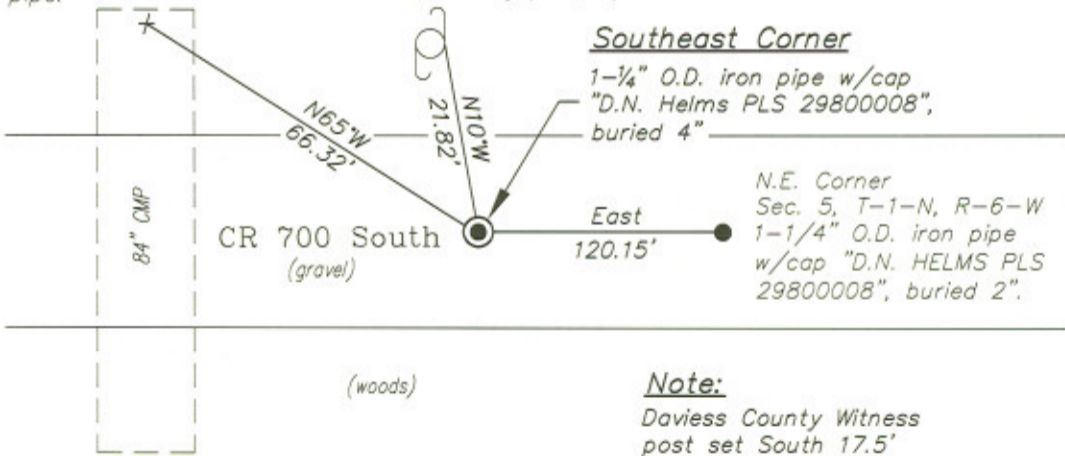 pipe.
Southeast Corner
1-¼" O.D. iron pipe w/cap
"D.N. Helms PLS 29800008",
buried 4"
N65°W
66.32'
N10°W
21.82'
84" CMP
CR 700 South
(gravel)
East
120.15'
N.E. Corner
Sec. 5, T-1-N, R-6-W
1-1/4" O.D. iron pipe
w/cap "D.N. HELMS PLS
29800008", buried 2".
(woods)
Note:
Daviess County Witness
post set South 17.5'